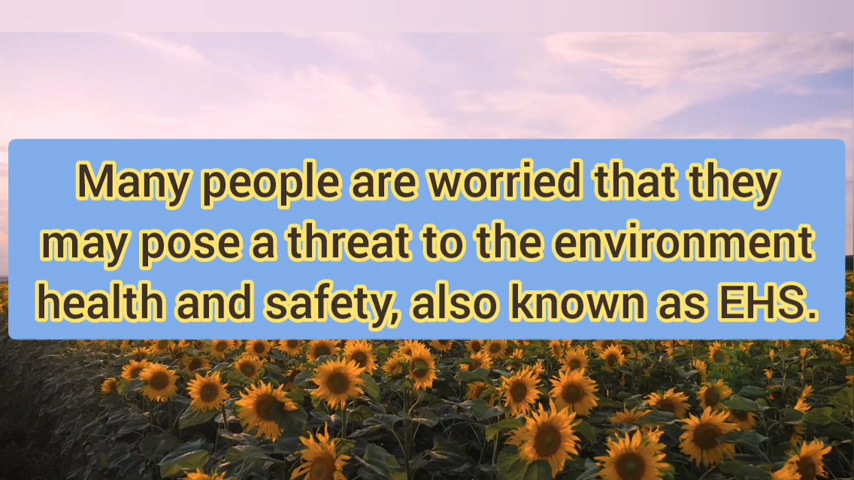 Many people are worried that they
may pose a threat to the environment
health and safety, also known as EHS.